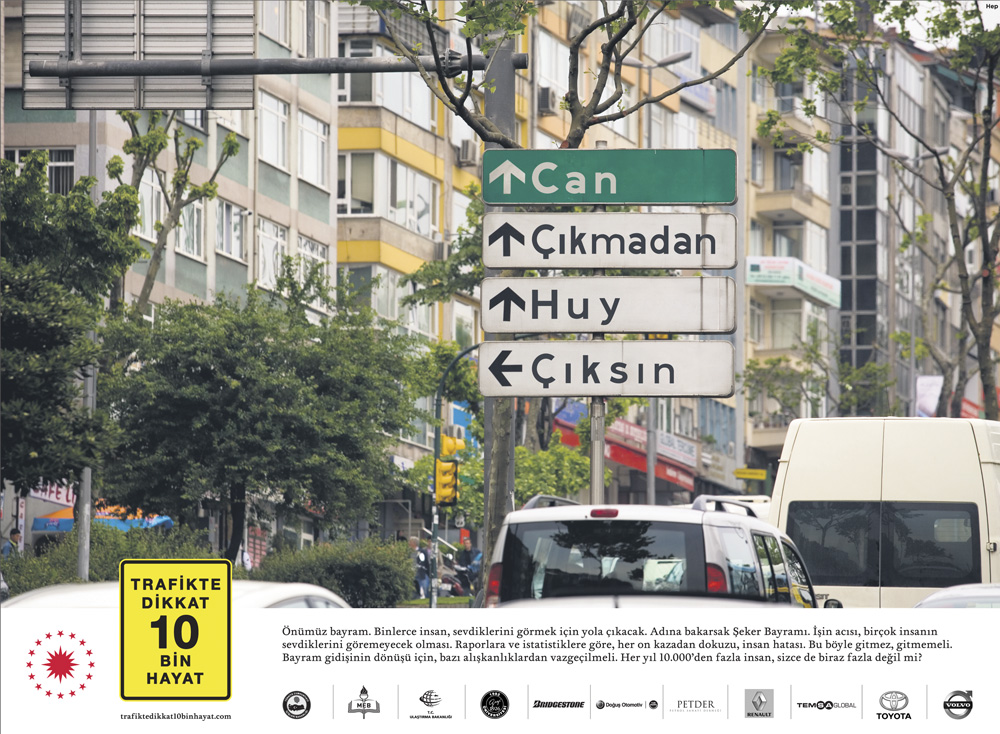 Hep
Can
Çıkmadan
Huy
Çıksın
TRAFİKTE
DİKKAT
10
BİN
HAYAT
trafiktedikkat10binhayat.com
Önümüz bayram. Binlerce insan, sevdiklerini görmek için yola çıkacak. Adına bakarsak Şeker Bayramı. İşin acısı, birçok insanın
sevdiklerini göremeyecek olması. Raporlara ve istatistiklere göre, her on kazadan dokuzu, insan hatası. Bu böyle gitmez, gitmemeli.
Bayram gidişinin dönüşü için, bazı alışkanlıklardan vazgeçilmeli. Her yıl 10.000'den fazla insan, sizce de biraz fazla değil mi?
MEB
T.C.
ULAŞTIRMA BAKANLIĞI
BRIDGESTONE
Doğuş Otomotiv
PETDER
RENAULT
TEMSA GLOBAL
TOYOTA
VOLVO